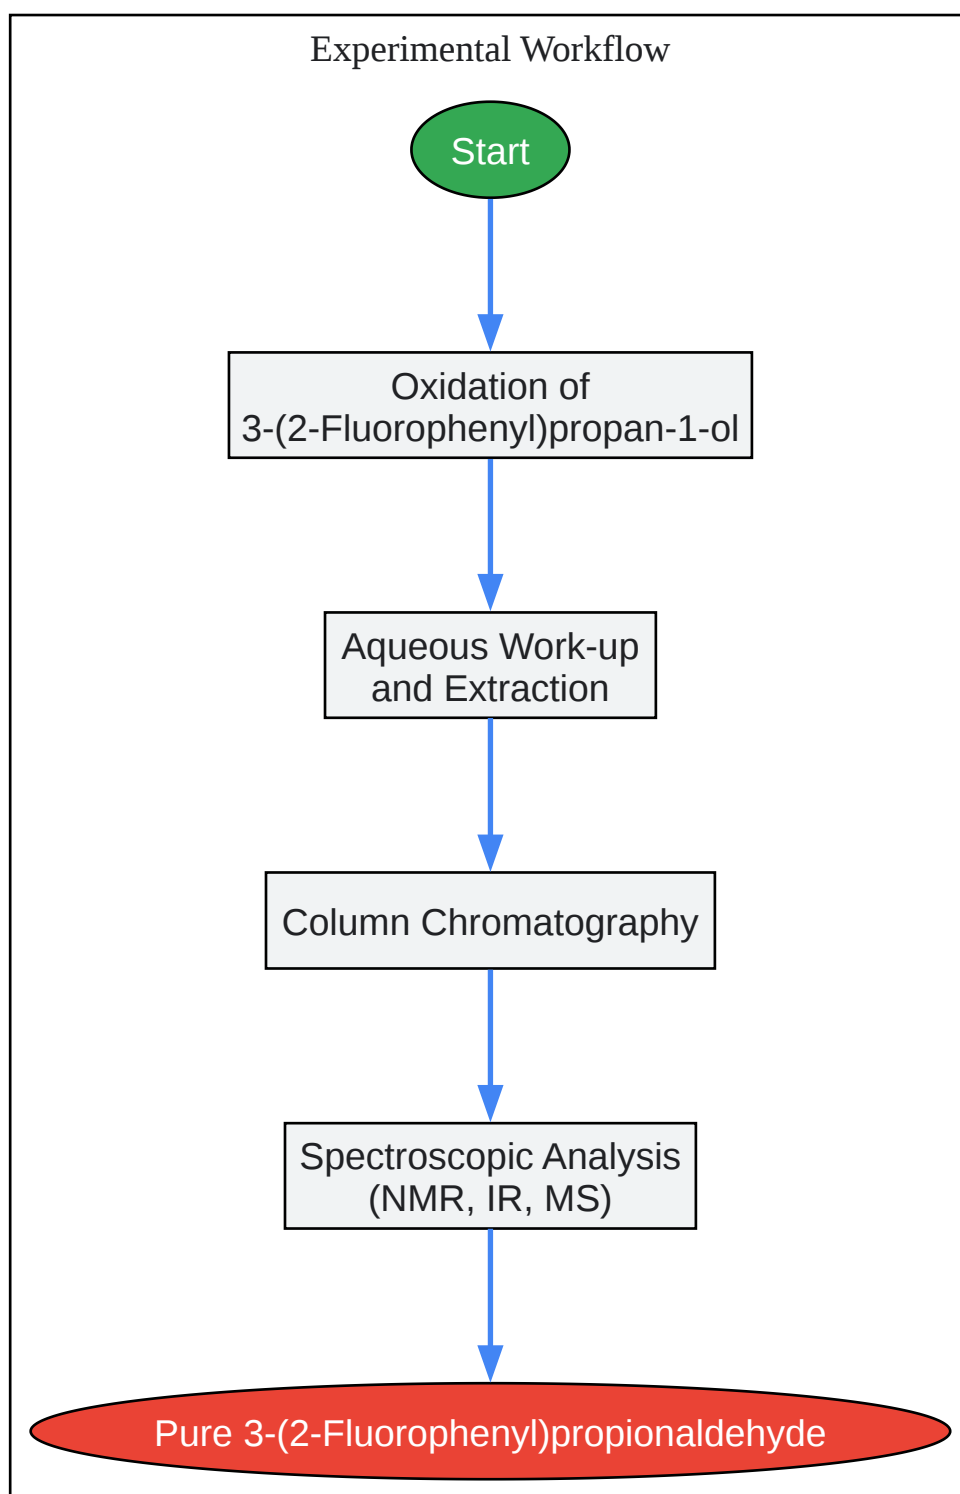 Experimental Workflow
Start
Oxidation of
3-(2-Fluorophenyl)propan-1-ol
Aqueous Work-up
and Extraction
Column Chromatography
Spectroscopic Analysis
(NMR, IR, MS)
Pure 3-(2-Fluorophenyl)propionaldehyde